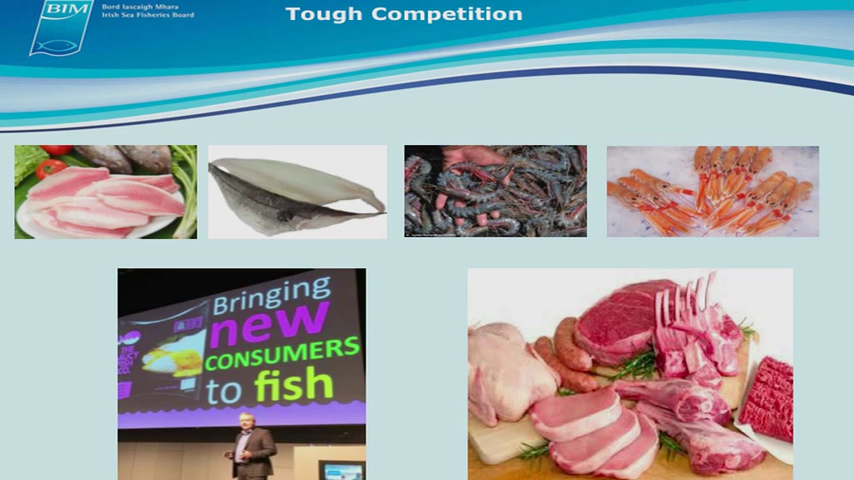 BIM
Bord Iascaigh Mhara
Irish Sea Fisheries Board
Tough Competition
Bringing
new
CONSUMERS
to fish